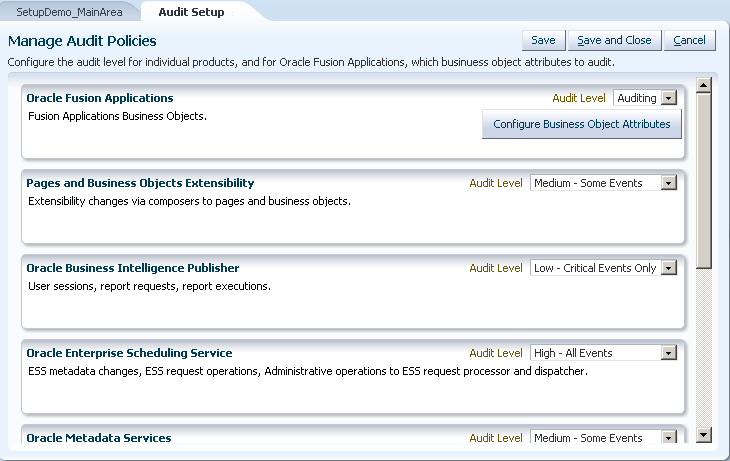 SetupDemo_MainArea
Audit Setup
Manage Audit Policies
Save
Save and Close
Cancel
Configure the audit level for individual products, and for Oracle Fusion Applications, which businuess object attributes to audit.
Oracle Fusion Applications
Audit Level
Auditing
Fusion Applications Business Objects.
Configure Business Object Attributes
Pages and Business Objects Extensibility
Audit Level
Medium - Some Events
Extensibility changes via composers to pages and business objects.
Oracle Business Intelligence Publisher
Audit Level
Low - Critical Events Only
User sessions, report requests, report executions.
Oracle Enterprise Scheduling Service
Audit Level
High - All Events
ESS metadata changes, ESS request operations, Administrative operations to ESS request processor and dispatcher.
Oracle Metadata Services
Audit Level
Medium - Some Events